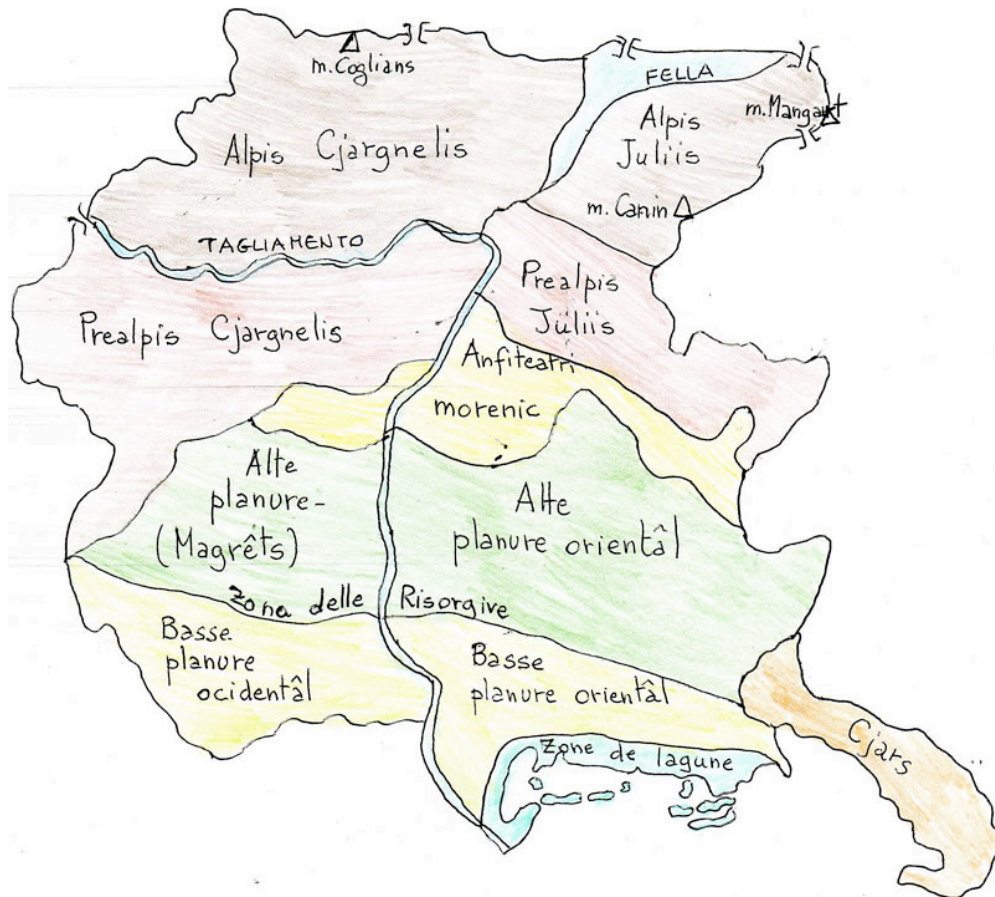 m. Coglians
FELLA
m. Mangart
Alpis Cjargnelis
Alpis
Juliis
m. Canin
TAGLIAMENTO
Prealpis Cjargnelis
Prealpis
Juliis
Anfiteatri
morenic
Alte
planure-
(Magrêts)
Alte
planure orientâl
Zona delle Risorgive
Basse
planure
ocidentâl
Basse
planure orientâl
Zone de lagune
Cjars